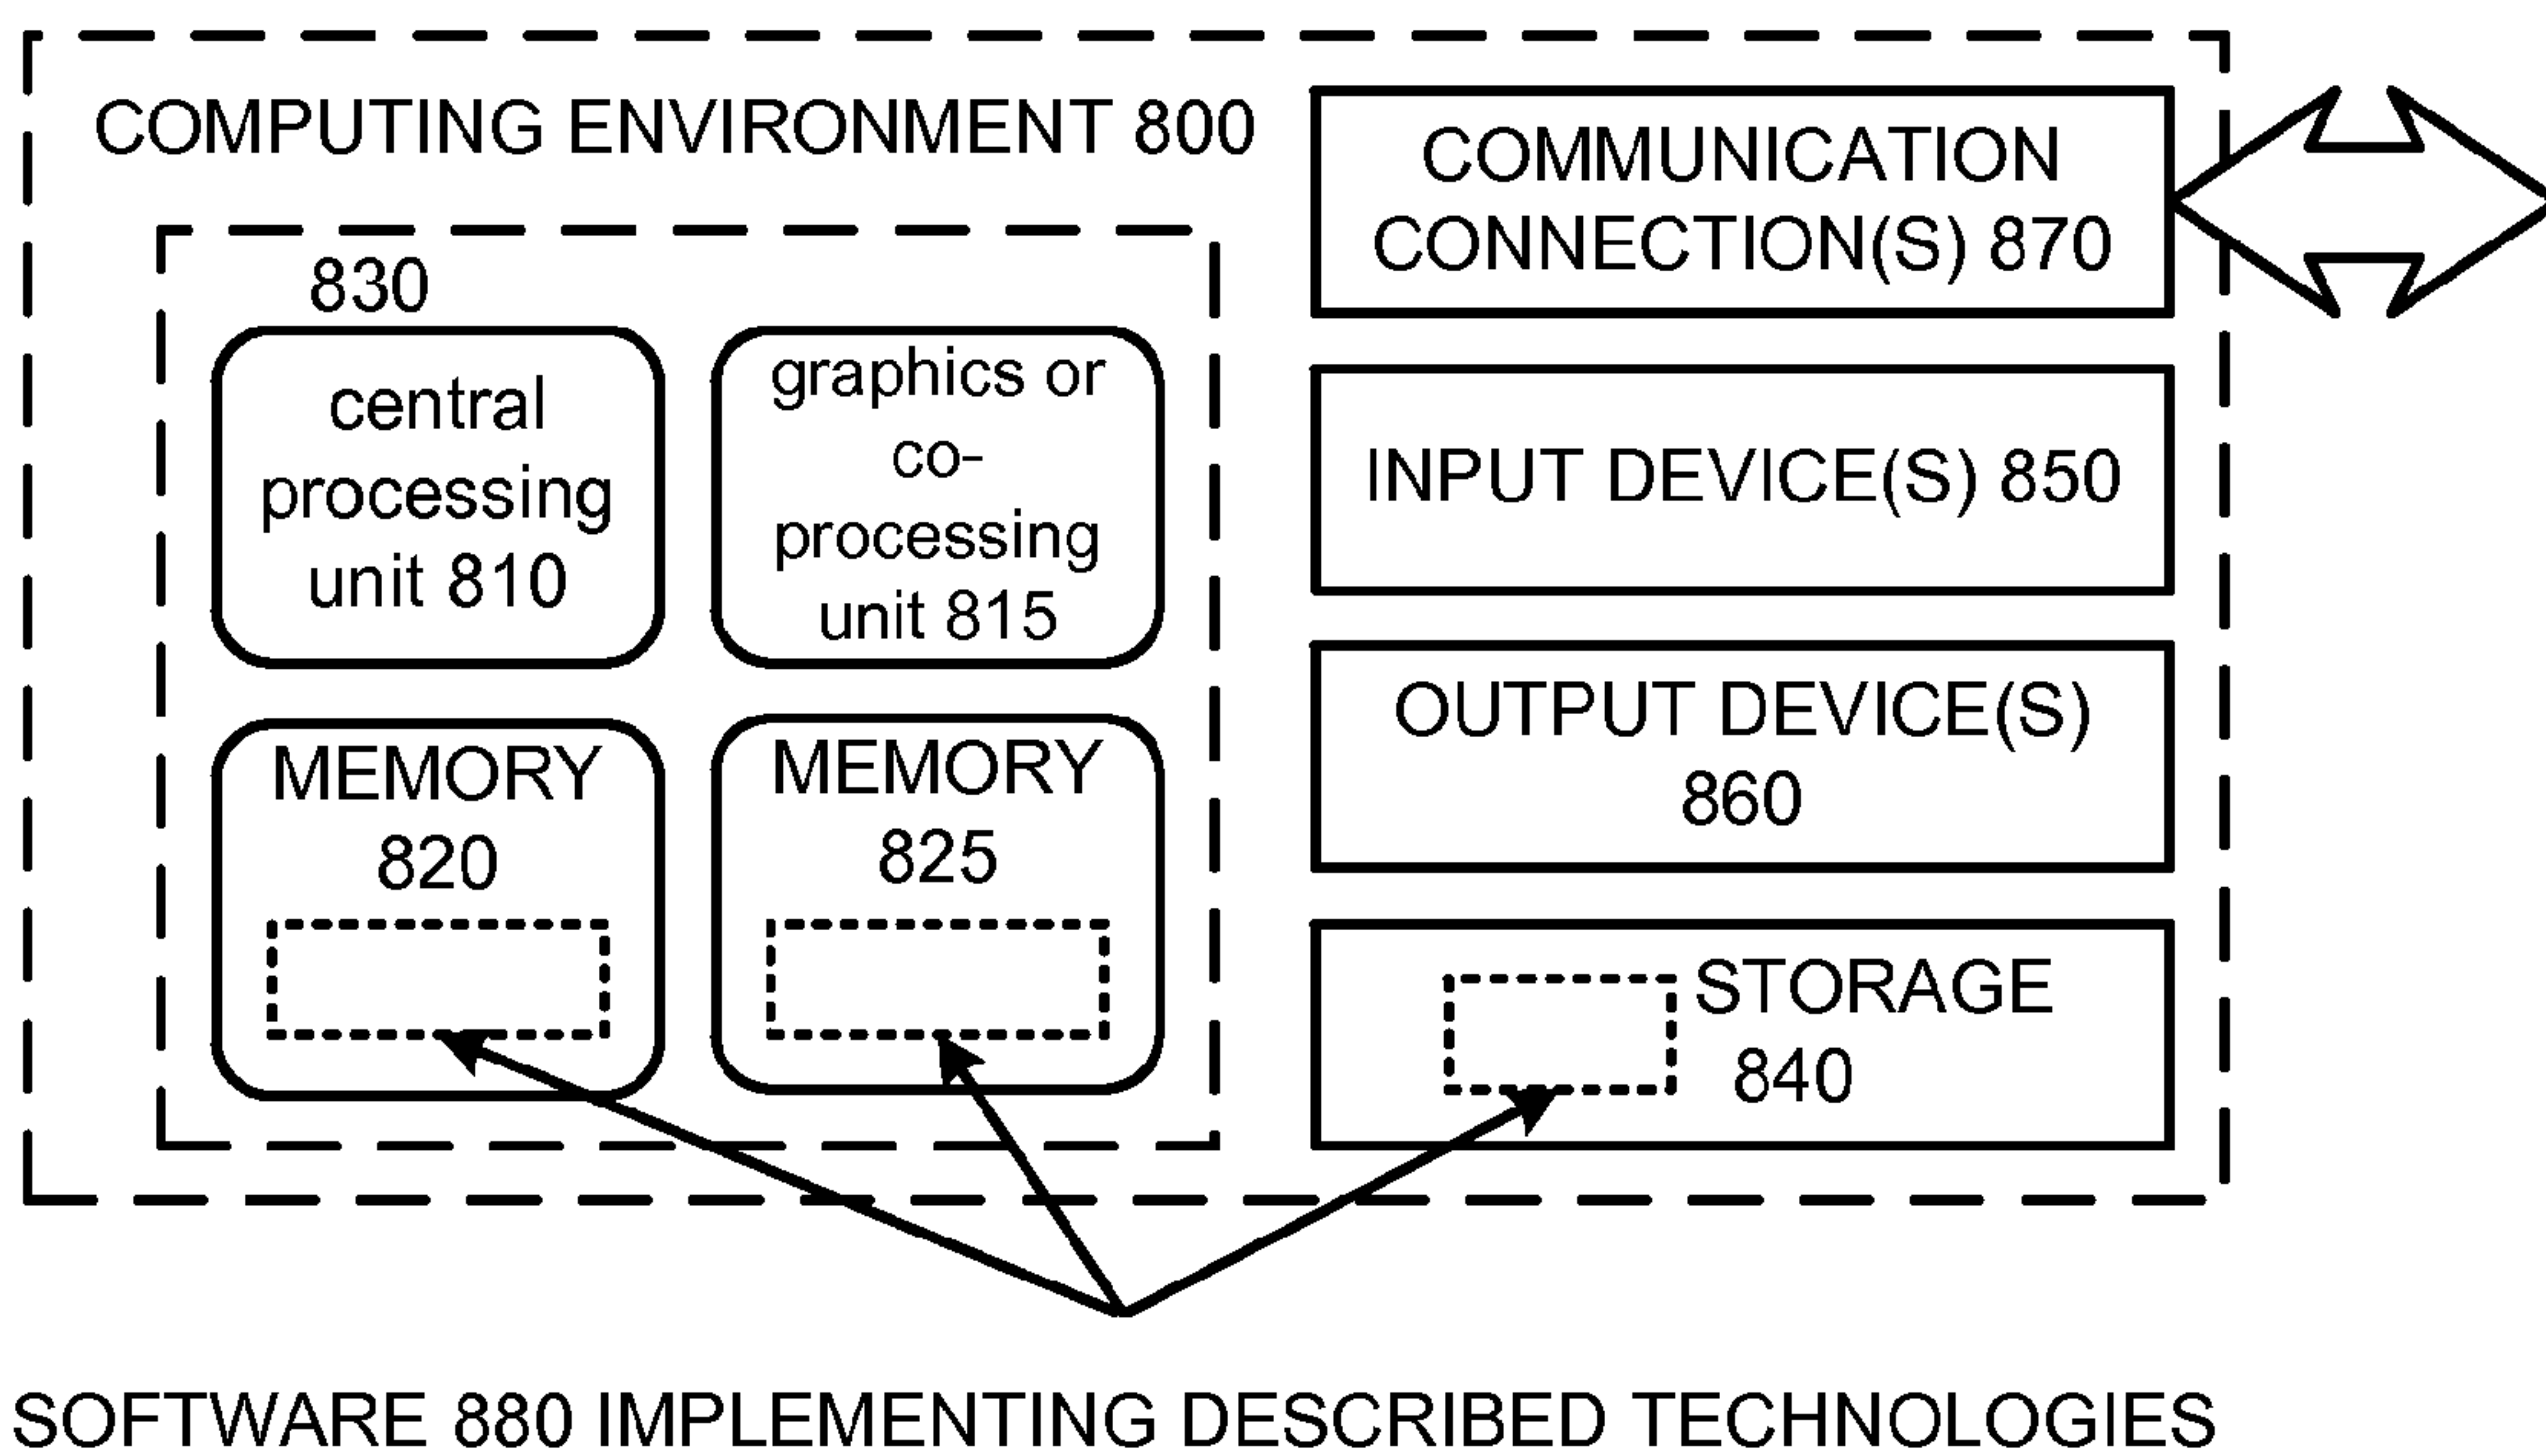 COMPUTING ENVIRONMENT 800
830
central
processing
unit 810
graphics or
co-
processing
unit 815
MEMORY
820
MEMORY
825
COMMUNICATION
CONNECTION(S) 870
INPUT DEVICE(S) 850
OUTPUT DEVICE(S)
860
STORAGE
840
SOFTWARE 880 IMPLEMENTING DESCRIBED TECHNOLOGIES